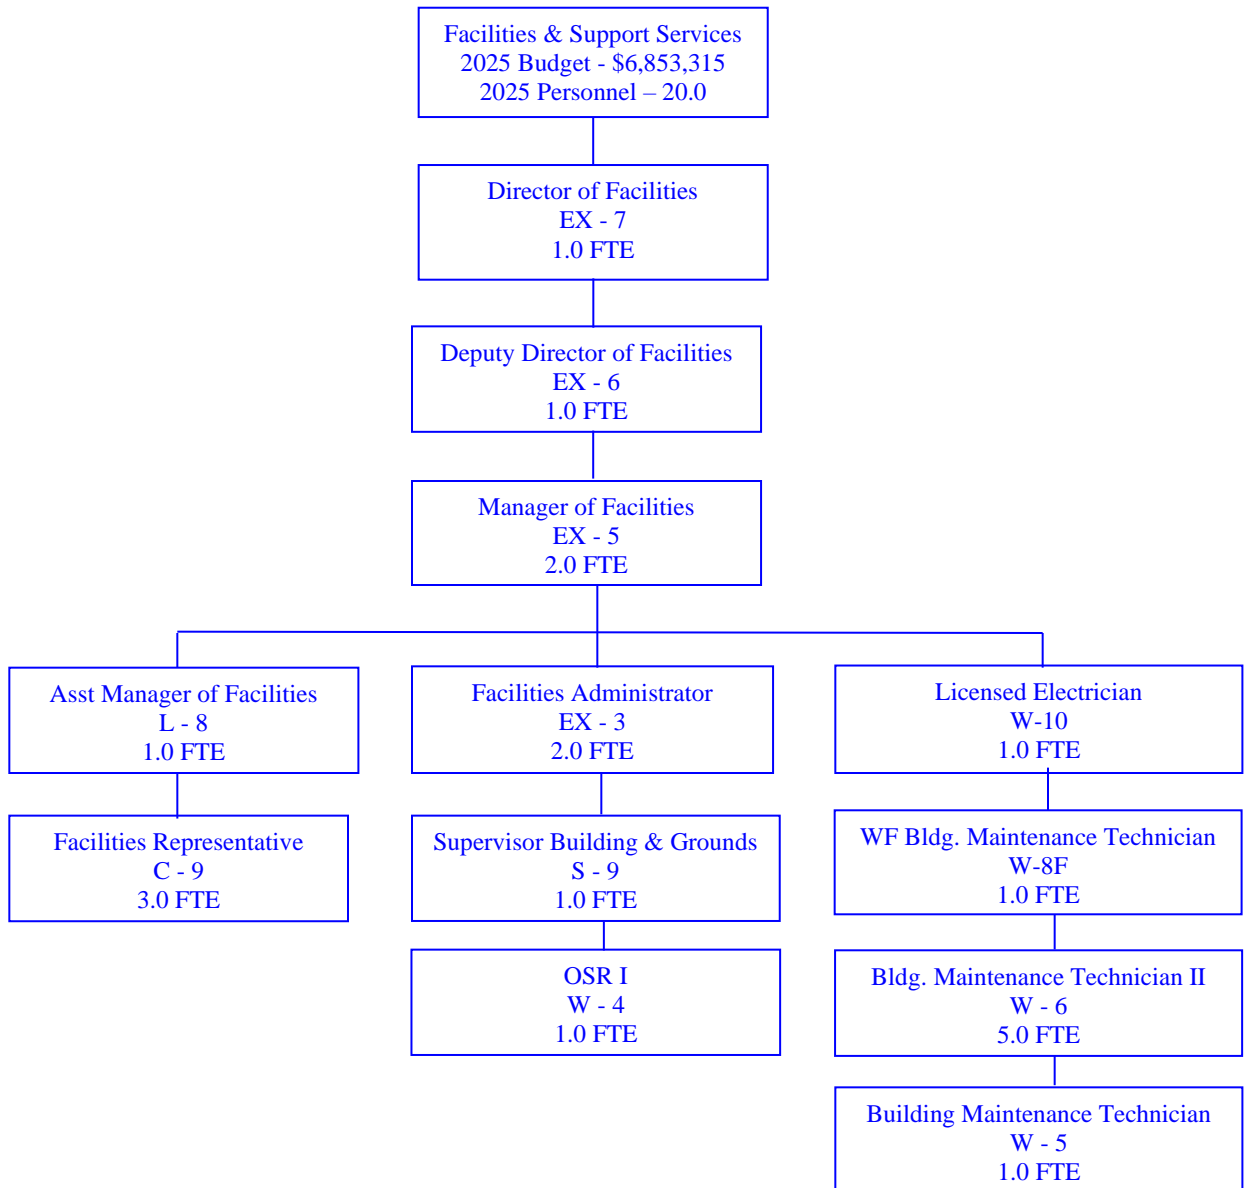 Facilities & Support Services
2025 Budget - $6,853,315
2025 Personnel – 20.0
Director of Facilities
EX - 7
1.0 FTE
Deputy Director of Facilities
EX - 6
1.0 FTE
Manager of Facilities
EX - 5
2.0 FTE
Asst Manager of Facilities
L - 8
1.0 FTE
Facilities Administrator
EX - 3
2.0 FTE
Licensed Electrician
W-10
1.0 FTE
Facilities Representative
C - 9
3.0 FTE
Supervisor Building & Grounds
S - 9
1.0 FTE
WF Bldg. Maintenance Technician
W-8F
1.0 FTE
OSR I
W - 4
1.0 FTE
Bldg. Maintenance Technician II
W - 6
5.0 FTE
Building Maintenance Technician
W - 5
1.0 FTE